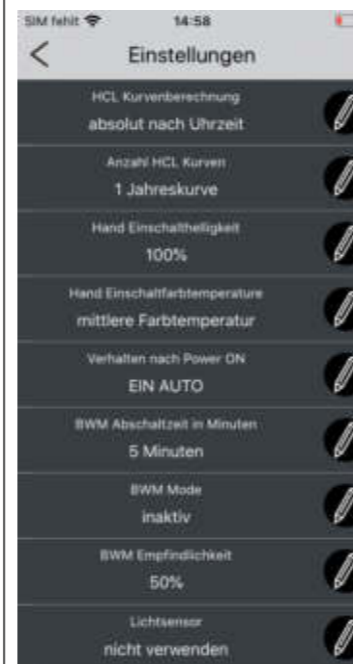 SIM fehlt
14:58
Einstellungen
HCL Kurvenberechnung
absolut nach Uhrzeit
Anzahl HCL Kurven
1 Jahreskurve
Hand Einschalthelligkeit
100%
Hand Einschaltfarbtemperature
mittlere Farbtemperatur
Verhalten nach Power ON
EIN AUTO
BWM Abschaltzeit in Minuten
5 Minuten
BWM Mode
inaktiv
BWM Empfindlichkeit
50%
Lichtsensor
nicht verwenden